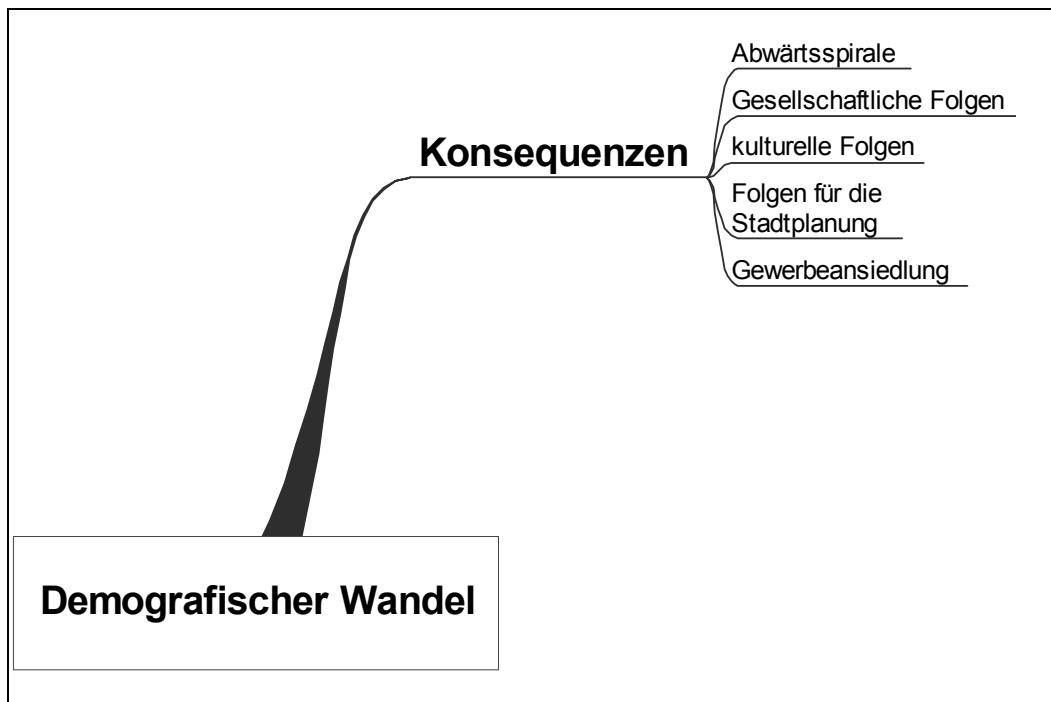 Abwärtsspirale
Gesellschaftliche Folgen
Konsequenzen
kulturelle Folgen
Folgen für die
Stadtplanung
Gewerbeansiedlung
Demografischer Wandel